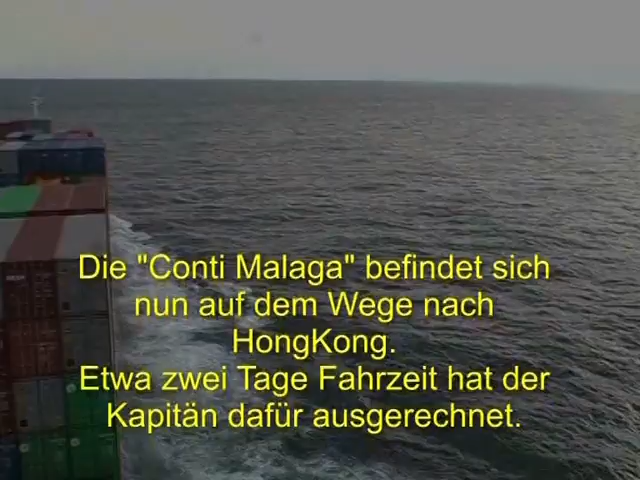 Die "Conti Malaga" befindet sich
nun auf dem Wege nach
HongKong.
Etwa zwei Tage Fahrzeit hat der
Kapitän dafür ausgerechnet.